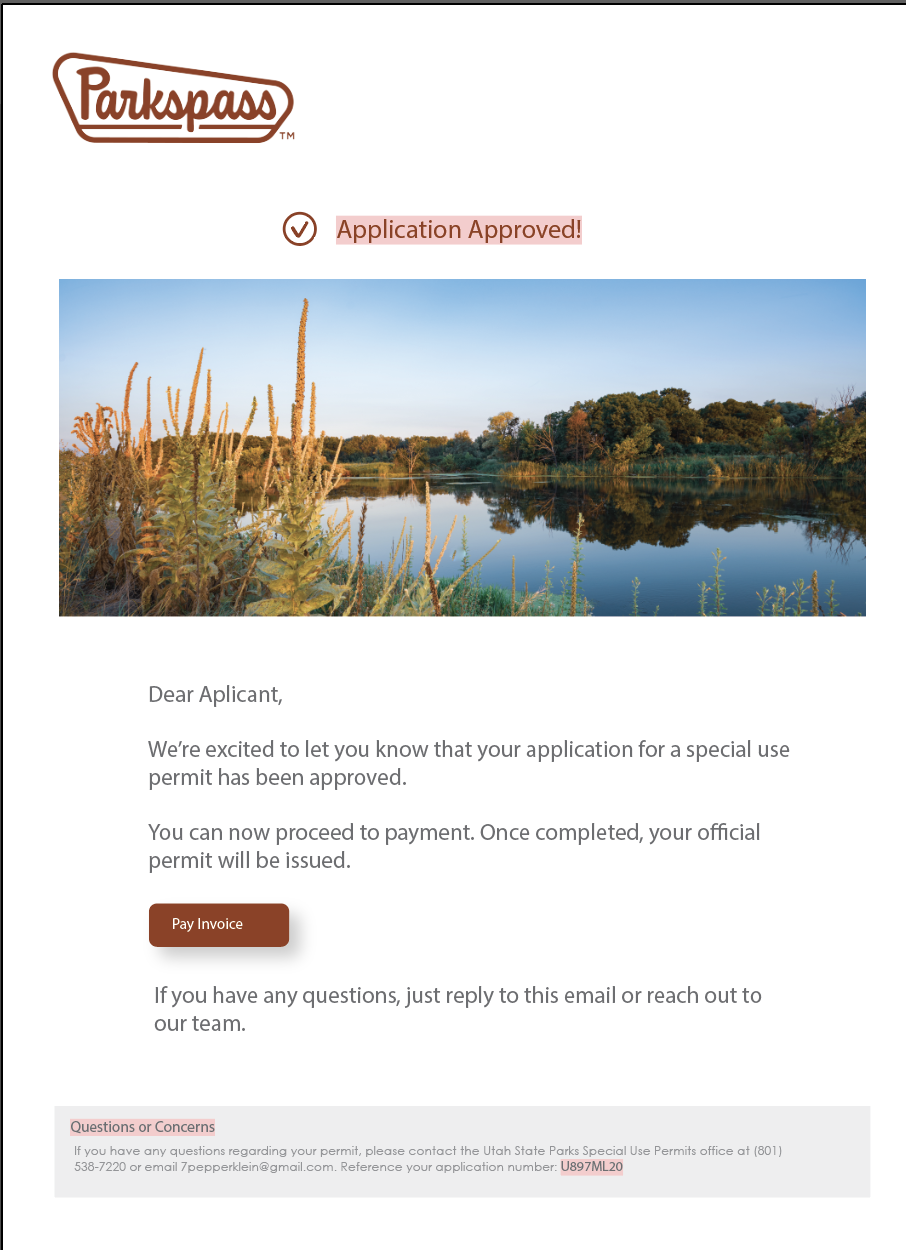 Parkspass™
Application Approved!
Dear Aplicant,
We’re excited to let you know that your application for a special use
permit has been approved.
You can now proceed to payment. Once completed, your official
permit will be issued.
Pay Invoice
If you have any questions, just reply to this email or reach out to
our team.
Questions or Concerns
If you have any questions regarding your permit, please contact the Utah State Parks Special Use Permits office at (801)
538-7220 or email 7pepperklein@gmail.com. Reference your application number: U897ML20